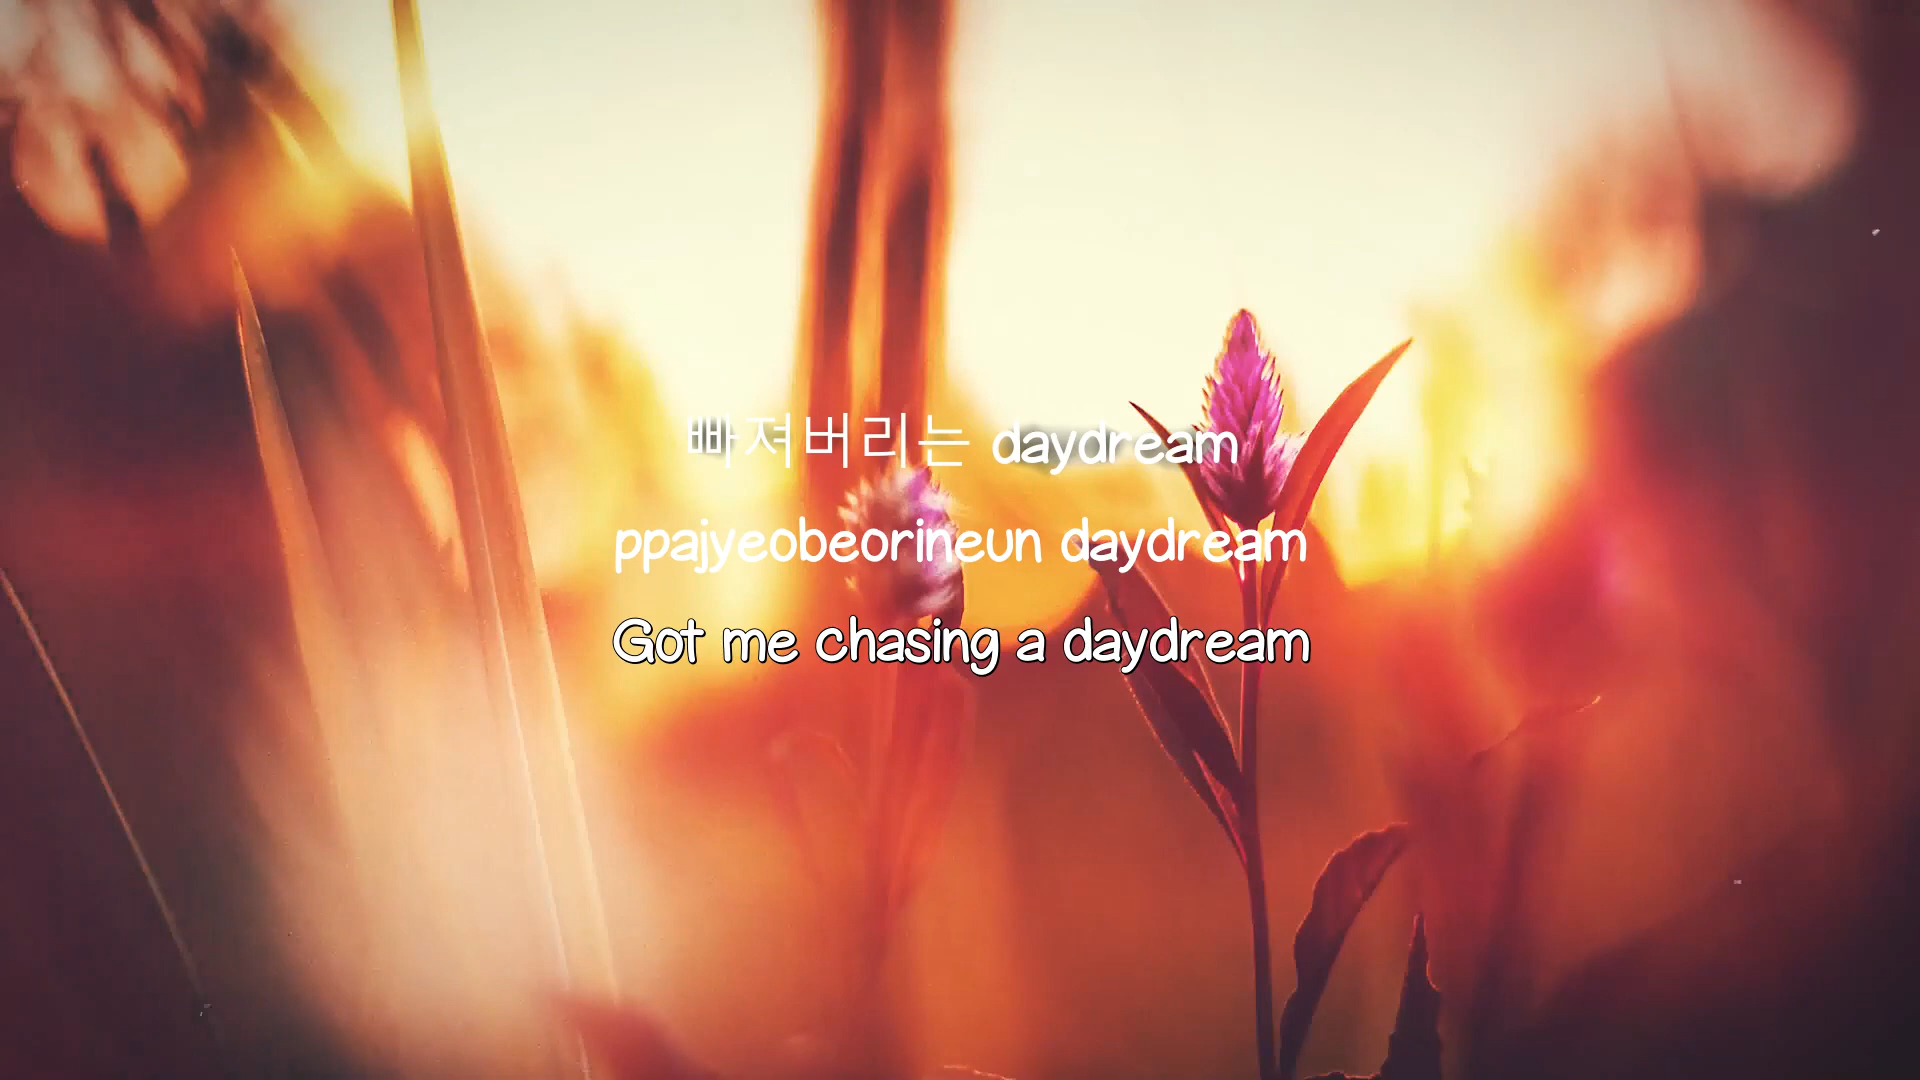 빠져버리는 daydream
ppajyeobeorineun daydream
Got me chasing a daydream